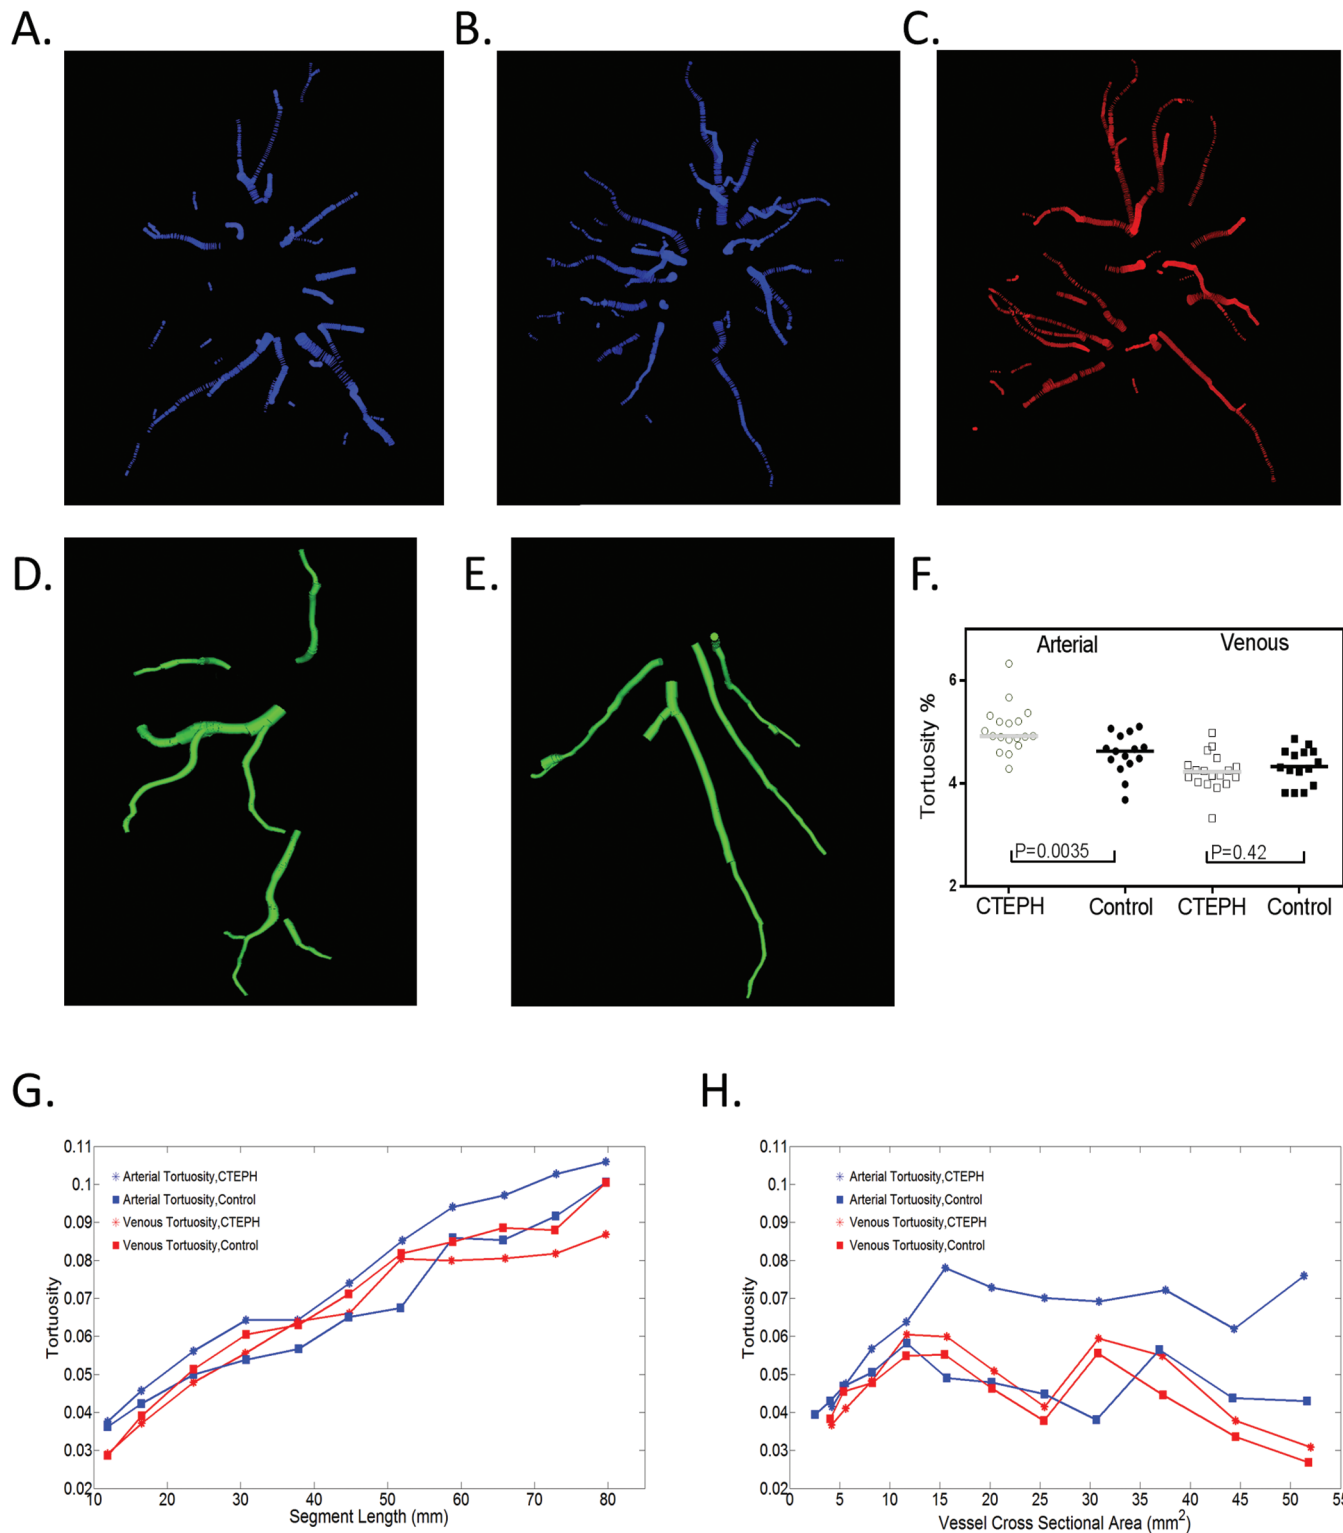 A.
B.
C.
D.
E.
F.
Arterial Venous
Tortuosity %
6
4
2
P=0.0035 P=0.42
CTEPH Control CTEPH Control
G.
0.11
0.1
0.09
0.08
0.07
0.06
0.05
0.04
0.03
0.02
Tortuosity
Arterial Tortuosity,CTEPH
Arterial Tortuosity,Control
Venous Tortuosity,CTEPH
Venous Tortuosity,Control
10 20 30 40 50 60 70 80
Segment Length (mm)
H.
0.11
0.1
0.09
0.08
0.07
0.06
0.05
0.04
0.03
0.02
Tortuosity
Arterial Tortuosity,CTEPH
Arterial Tortuosity,Control
Venous Tortuosity,CTEPH
Venous Tortuosity,Control
0 5 10 15 20 25 30 35 40 45 50 55
Vessel Cross Sectional Area (mm²)